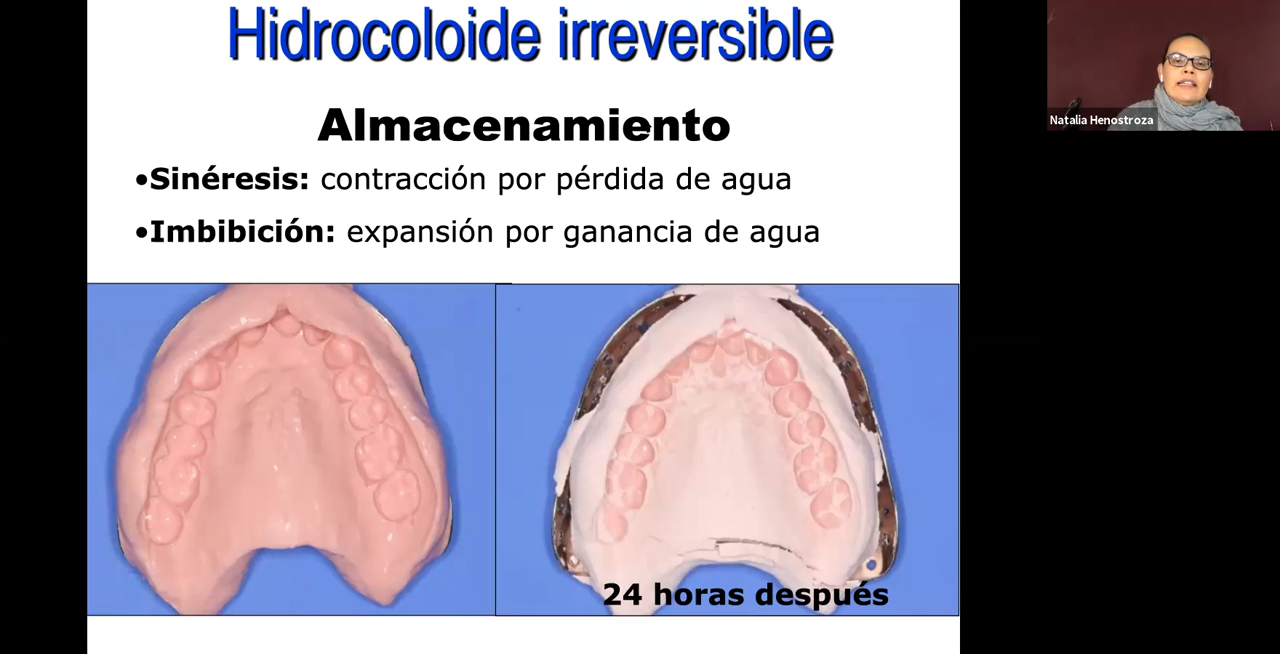 Hidrocoloide irreversible
Almacenamiento
•Sinéresis: contracción por pérdida de agua
•Imbibición: expansión por ganancia de agua
24 horas después
Natalia Henostroza